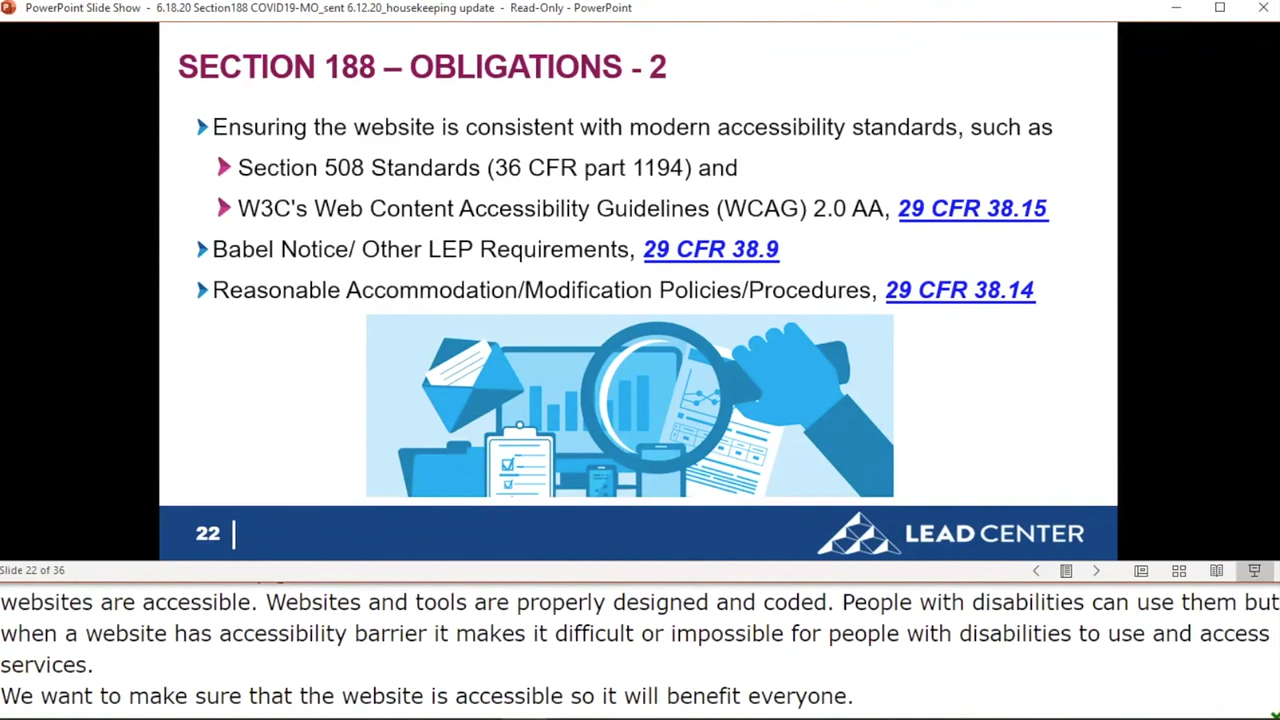 PowerPoint Slide Show - 6.18.20 Section188 COVID19-MO_sent 6.12.20_housekeeping update - Read-Only - PowerPoint
SECTION 188 – OBLIGATIONS - 2
Ensuring the website is consistent with modern accessibility standards, such as
Section 508 Standards (36 CFR part 1194) and
W3C's Web Content Accessibility Guidelines (WCAG) 2.0 AA, 29 CFR 38.15
Babel Notice/ Other LEP Requirements, 29 CFR 38.9
Reasonable Accommodation/Modification Policies/Procedures, 29 CFR 38.14
22
LEAD CENTER
Slide 22 of 36
websites are accessible. Websites and tools are properly designed and coded. People with disabilities can use them but
when a website has accessibility barrier it makes it difficult or impossible for people with disabilities to use and access
services.
We want to make sure that the website is accessible so it will benefit everyone.